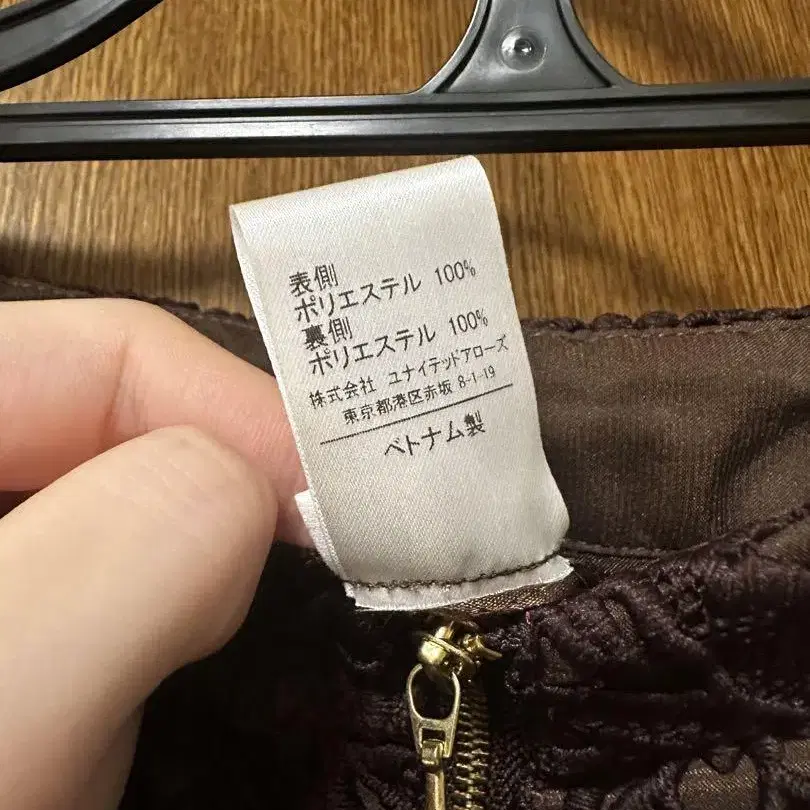 表側
ポリエステル 100%
裏側
ポリエステル 100%
株式会社 ユナイテッドアローズ
東京都港区赤坂 8-1-19
ベトナム製